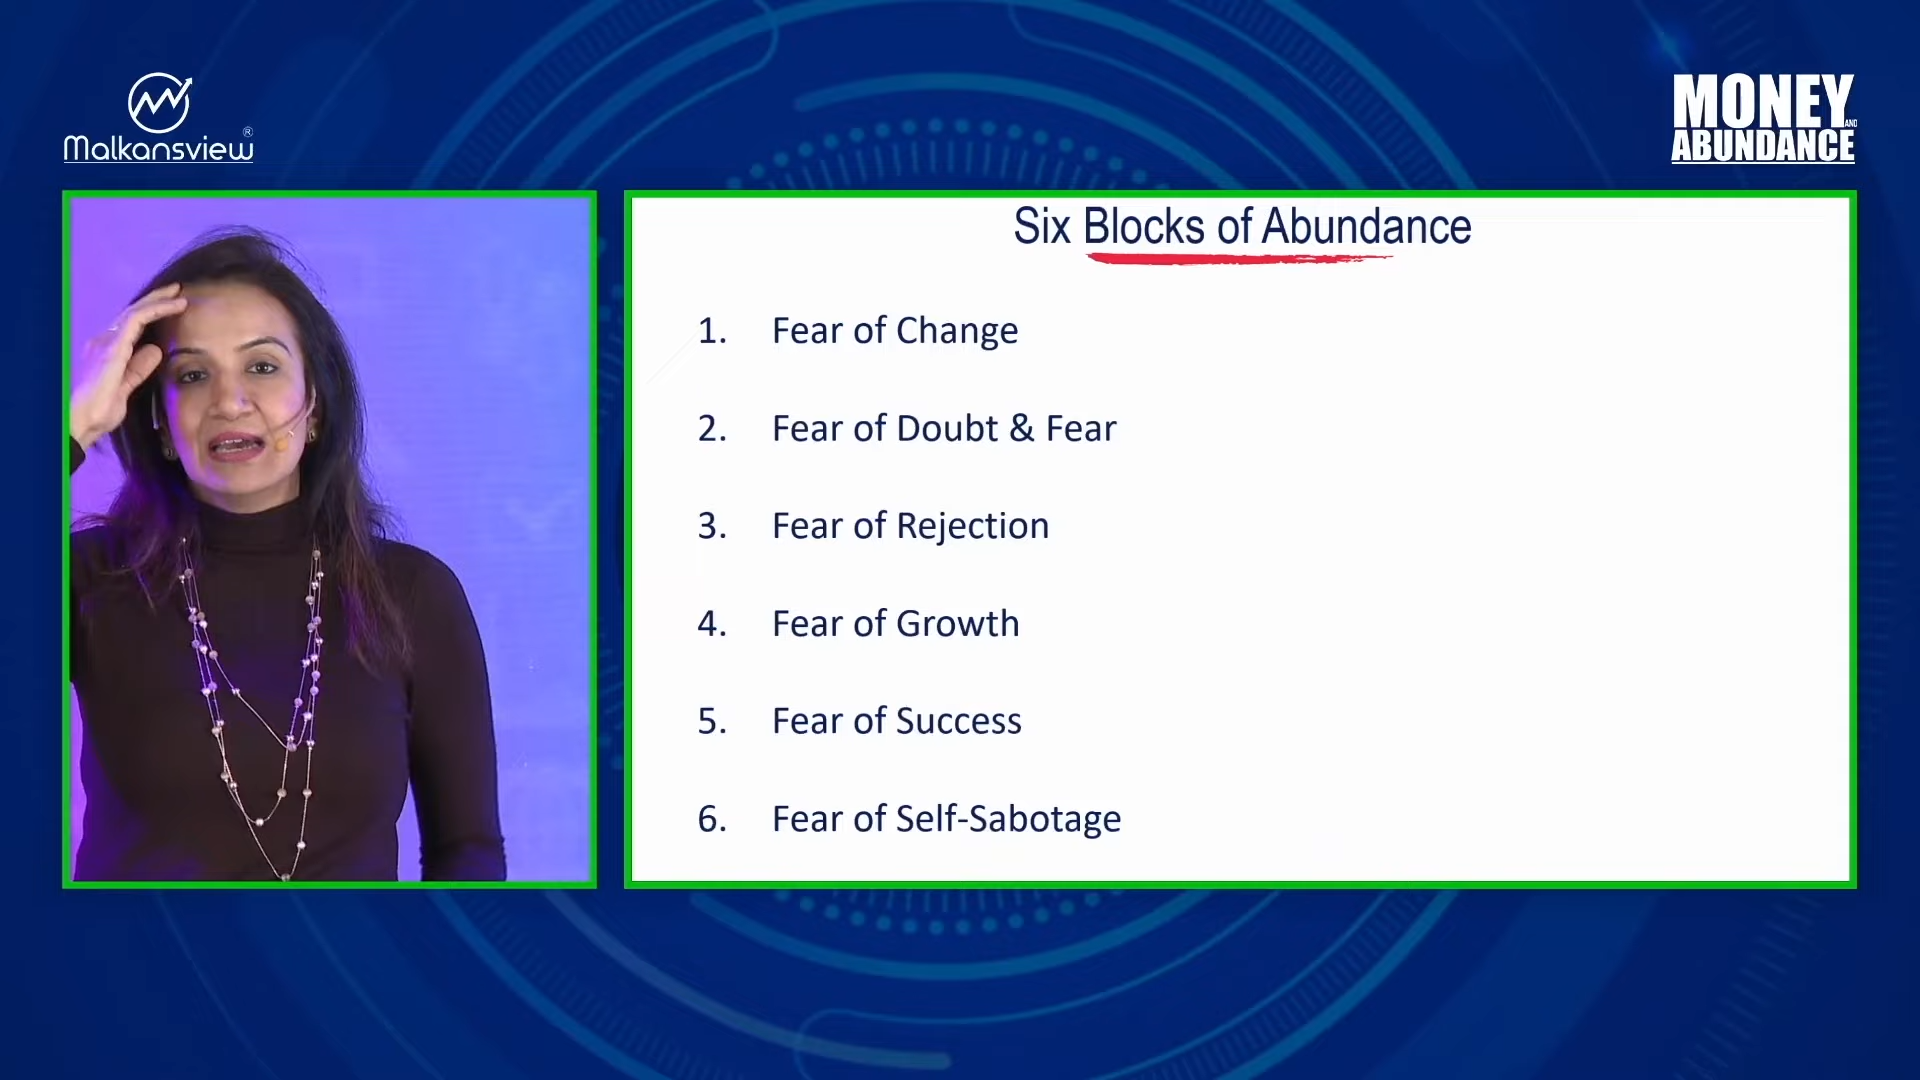 Malkansview®
MONEY
AND
ABUNDANCE
Six Blocks of Abundance
1. Fear of Change
2. Fear of Doubt & Fear
3. Fear of Rejection
4. Fear of Growth
5. Fear of Success
6. Fear of Self-Sabotage